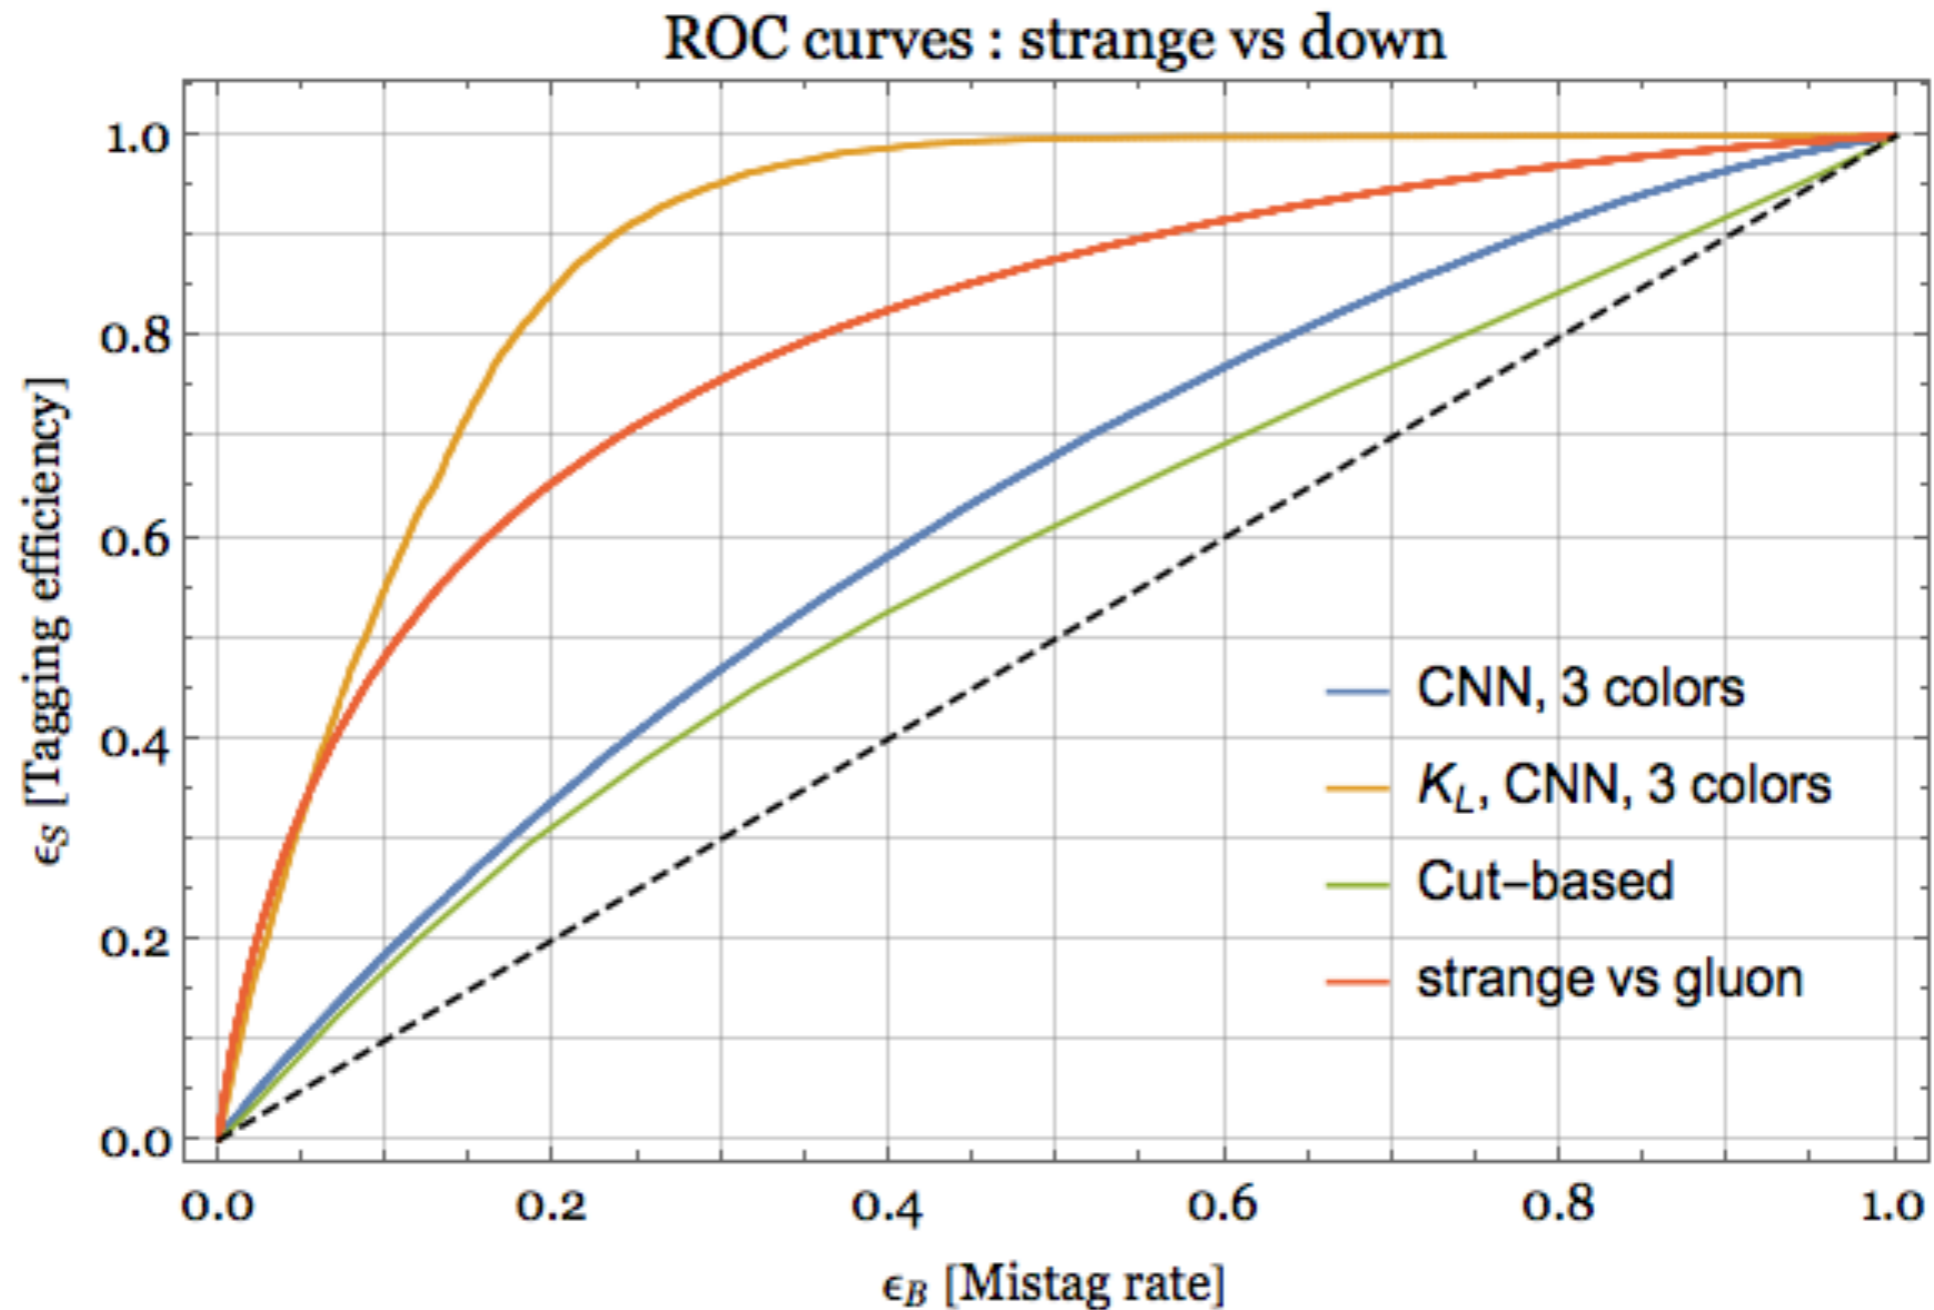 ROC curves : strange vs down
ϵS [Tagging efficiency]
1.0
0.8
0.6
0.4
0.2
0.0
CNN, 3 colors
KL, CNN, 3 colors
Cut–based
strange vs gluon
0.0 0.2 0.4 0.6 0.8 1.0
ϵB [Mistag rate]